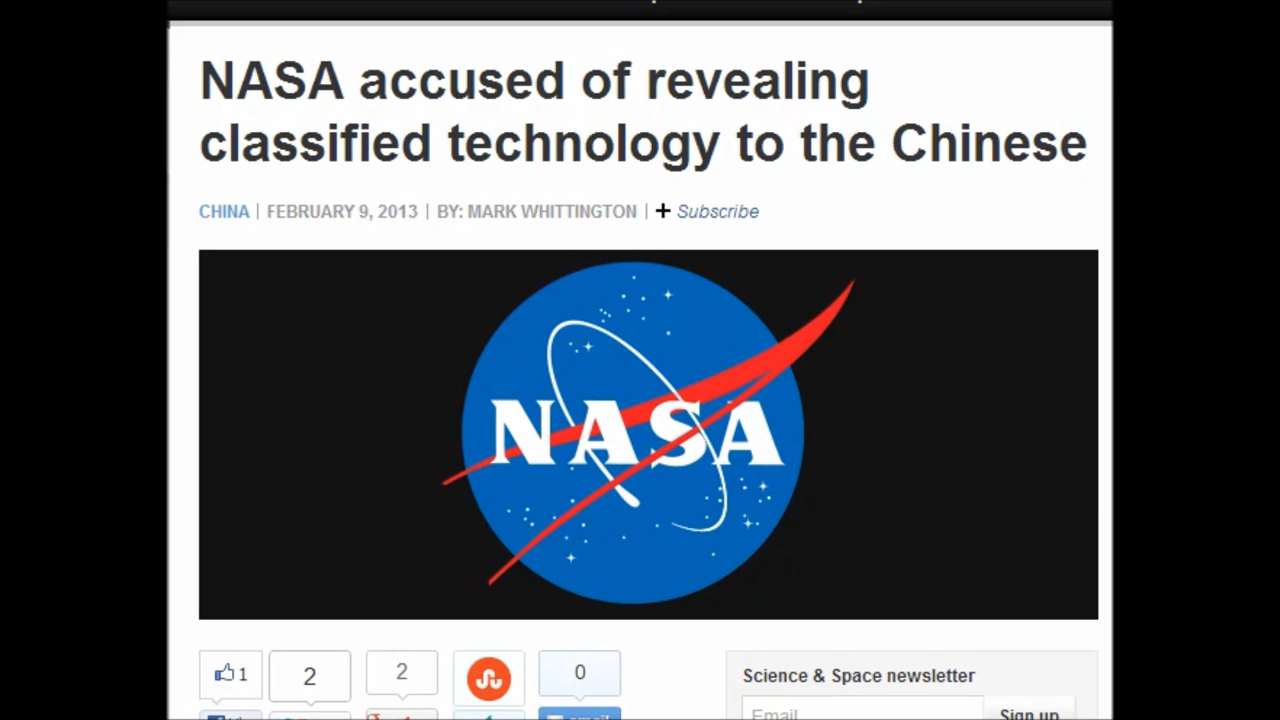 NASA accused of revealing
classified technology to the Chinese
CHINA | FEBRUARY 9, 2013 | BY: MARK WHITTINGTON | + Subscribe
NASA
1 2 2 0
Science & Space newsletter
Email
Sign up
email